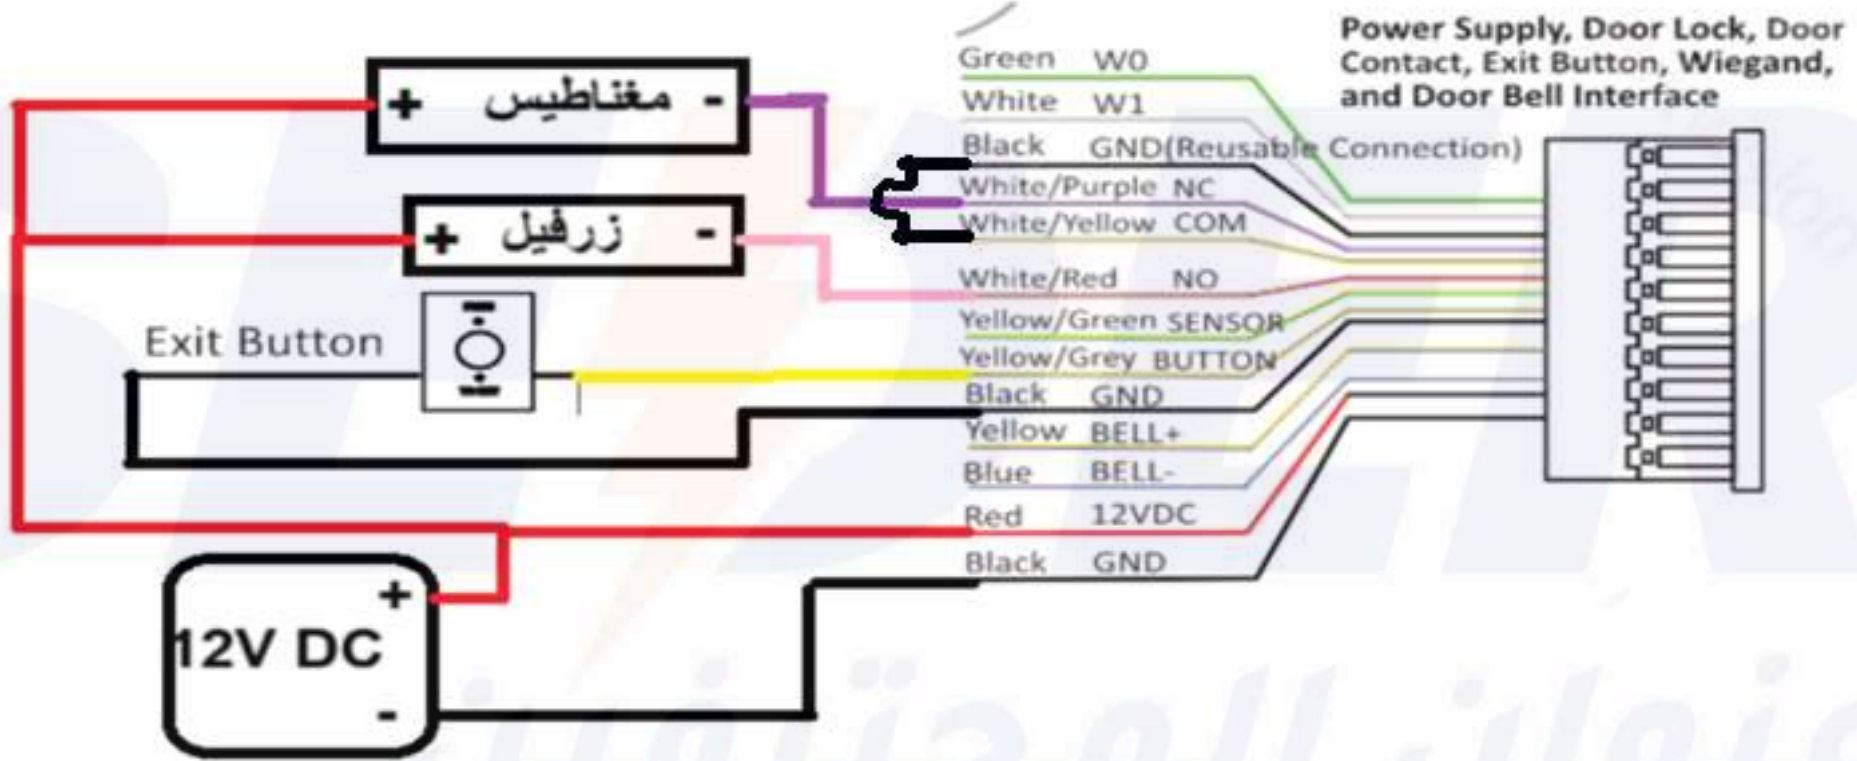 Power Supply, Door Lock, Door
Contact, Exit Button, Wiegand,
and Door Bell Interface
Green W0
White W1
Black GND(Reusable Connection)
White/Purple NC
White/Yellow COM
White/Red NO
Yellow/Green SENSOR
Yellow/Grey BUTTON
Black GND
Yellow BELL+
Blue BELL-
Red 12VDC
Black GND
+ مغناطيس -
+ زرفيل -
Exit Button
+
12V DC
-